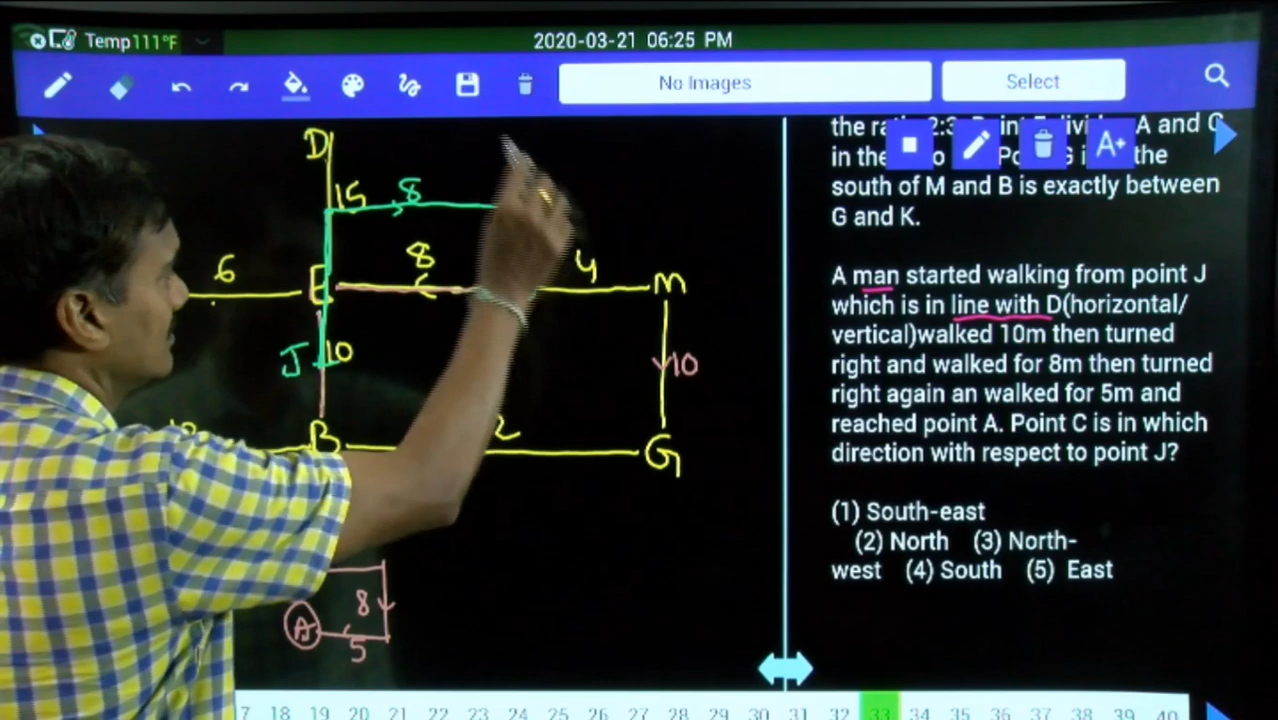 Temp111°F
2020-03-21 06:25 PM
No Images
Select
D
15
8
6
E
8
4
M
J
10
10
B
2
G
8
A
5
the 2:3. A and
in the the
south of M and B is exactly between
G and K.
A man started walking from point J
which is in line with D(horizontal/
vertical)walked 10m then turned
right and walked for 8m then turned
right again an walked for 5m and
reached point A. Point C is in which
direction with respect to point J?
(1) South-east
(2) North (3) North-
west (4) South (5) East
A+
7 18 19 20 21 22 23 24 25 26 27 28 29 30 31 32 33 34 35 36 37 38 39 40